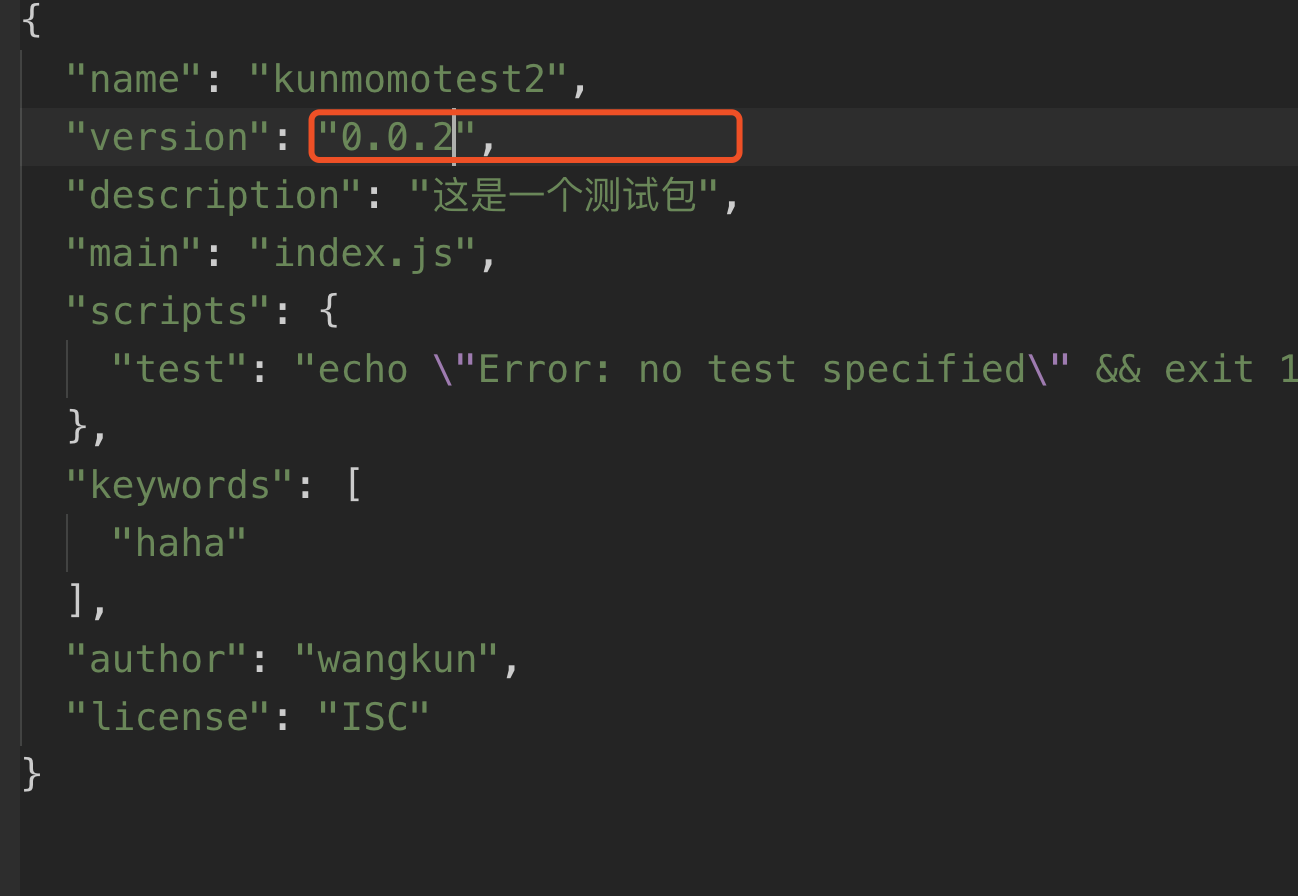 {
  "name": "kunmomotest2",
  "version": "0.0.2",
  "description": "这是一个测试包",
  "main": "index.js",
  "scripts": {
    "test": "echo \"Error: no test specified\" && exit 1
  },
  "keywords": [
    "haha"
  ],
  "author": "wangkun",
  "license": "ISC"
}